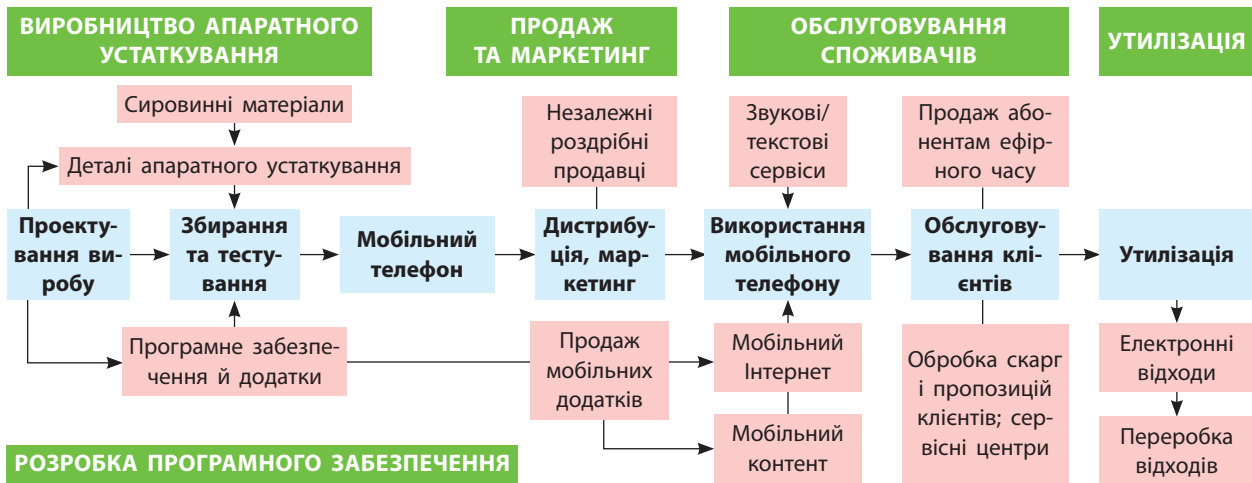 ВИРОБНИЦТВО АПАРАТНОГО
УСТАТКУВАННЯ
ПРОДАЖ
ТА МАРКЕТИНГ
ОБСЛУГОВУВАННЯ
СПОЖИВАЧІВ
УТИЛІЗАЦІЯ
Сировинні матеріали
Деталі апаратного устаткування
Незалежні
роздрібні
продавці
Звукові/
текстові
сервіси
Продаж або-
нентам ефір-
ного часу
Проекту-
вання ви-
робу
Збирання
та тесту-
вання
Мобільний
телефон
Дистрибу-
ція, мар-
кетинг
Використання
мобільного
телефону
Обслугову-
вання клі-
єнтів
Утилізація
Програмне забезпе-
чення й додатки
Продаж
мобільних
додатків
Мобільний
Інтернет
Мобільний
контент
Обробка скарг
і пропозицій
клієнтів; сер-
вісні центри
Електронні
відходи
Переробка
відходів
РОЗРОБКА ПРОГРАМНОГО ЗАБЕЗПЕЧЕННЯ